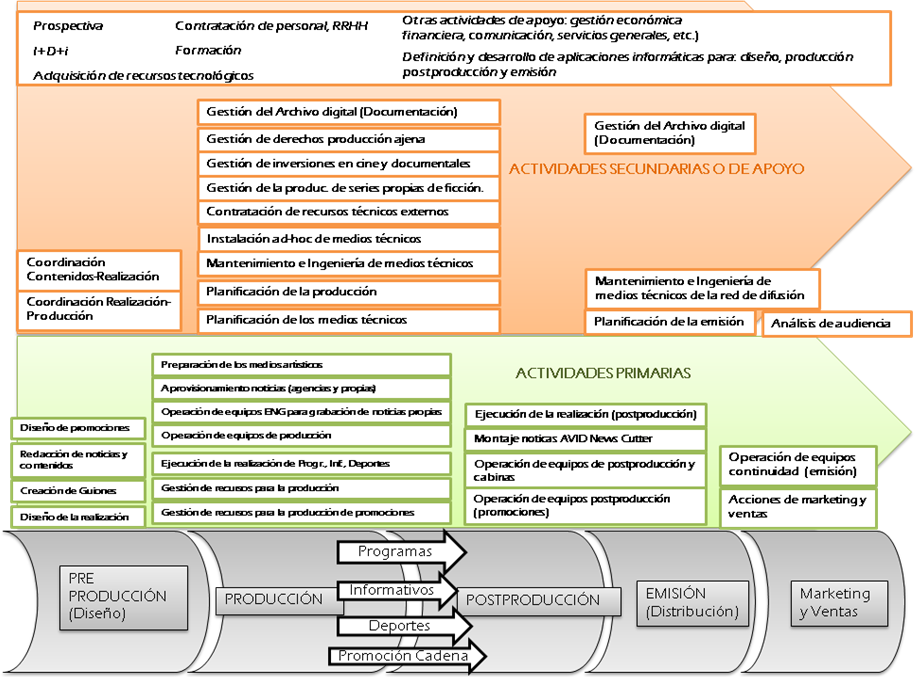 Prospectiva
I+D+i
Adquisición de recursos tecnológicos
Contratación de personal, RRHH
Formación
Otras actividades de apoyo: gestión económica
financiera, comunicación, servicios generales, etc.)
Definición y desarrollo de aplicaciones informáticas para: diseño, producción
postproducción y emisión
Gestión del Archivo digital (Documentación)
Gestión de derechos producción ajena
Gestión de inversiones en cine y documentales
Gestión de la produc. de series propias de ficción.
Contratación de recursos técnicos externos
Instalación ad-hoc de medios técnicos
Mantenimiento e Ingeniería de medios técnicos
Planificación de la producción
Planificación de los medios técnicos
Gestión del Archivo digital
(Documentación)
ACTIVIDADES SECUNDARIAS O DE APOYO
Coordinación
Contenidos-Realización
Coordinación Realización-
Producción
Mantenimiento e Ingeniería de
medios técnicos de la red de difusión
Planificación de la emisión
Análisis de audiencia
ACTIVIDADES PRIMARIAS
Diseño de promociones
Redacción de noticias y
contenidos
Creación de Guiones
Diseño de la realización
Preparación de los medios artísticos
Aprovisionamiento noticias (agencias y propias)
Operación de equipos ENG para grabación de noticias propias
Operación de equipos de producción
Ejecución de la realización de Progr., Inf., Deportes
Gestión de recursos para la producción
Gestión de recursos para la producción de promociones
Ejecución de la realización (postproducción)
Montaje noticas AVID News Cutter
Operación de equipos de postproducción y
cabinas
Operación de equipos postproducción
(promociones)
Operación de equipos
continuidad (emisión)
Acciones de marketing y
ventas
PRE
PRODUCCIÓN
(Diseño)
PRODUCCIÓN
Programas
Informativos
Deportes
Promoción Cadena
POSTPRODUCCIÓN
EMISIÓN
(Distribución)
Marketing
y Ventas